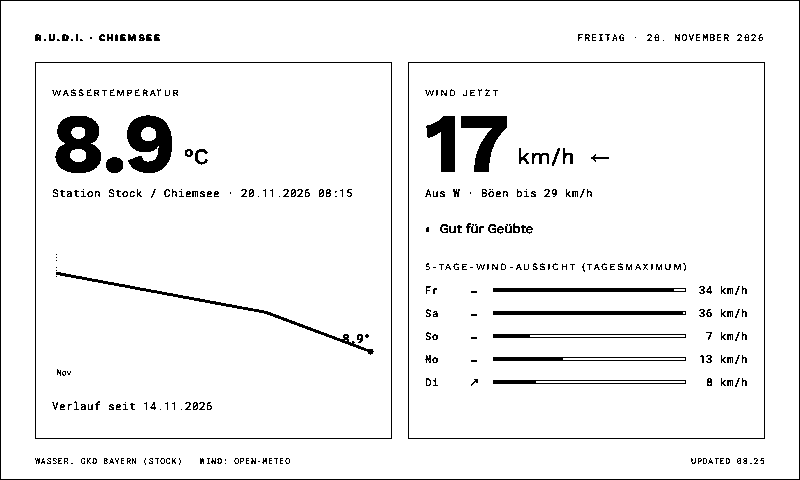 R.U.D.I. · CHIEMSEE
FREITAG · 20. NOVEMBER 2026
WASSERTEMPERATUR
8.9 °C
Station Stock / Chiemsee · 20.11.2026 08:15
8.9°
Nov
Verlauf seit 14.11.2026
WIND JETZT
17 km/h ←
Aus W · Böen bis 29 km/h
Gut für Geübte
5-TAGE-WIND-AUSSICHT (TAGESMAXIMUM)
Fr - 34 km/h
Sa - 36 km/h
So - 7 km/h
Mo - 13 km/h
Di ↗ 8 km/h
WASSER: GKD BAYERN (STOCK) WIND: OPEN-METEO
UPDATED 08:25